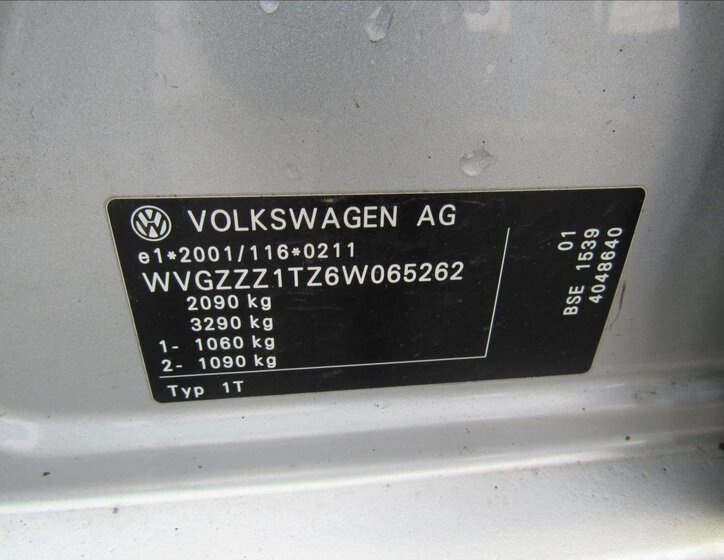 VOLKSWAGEN AG
e1*2001/116*0211
WVGZZZ1TZ6W065262
2090 kg
3290 kg
1- 1060 kg
2- 1090 kg
Typ 1T
01
BSE 1539
4048640